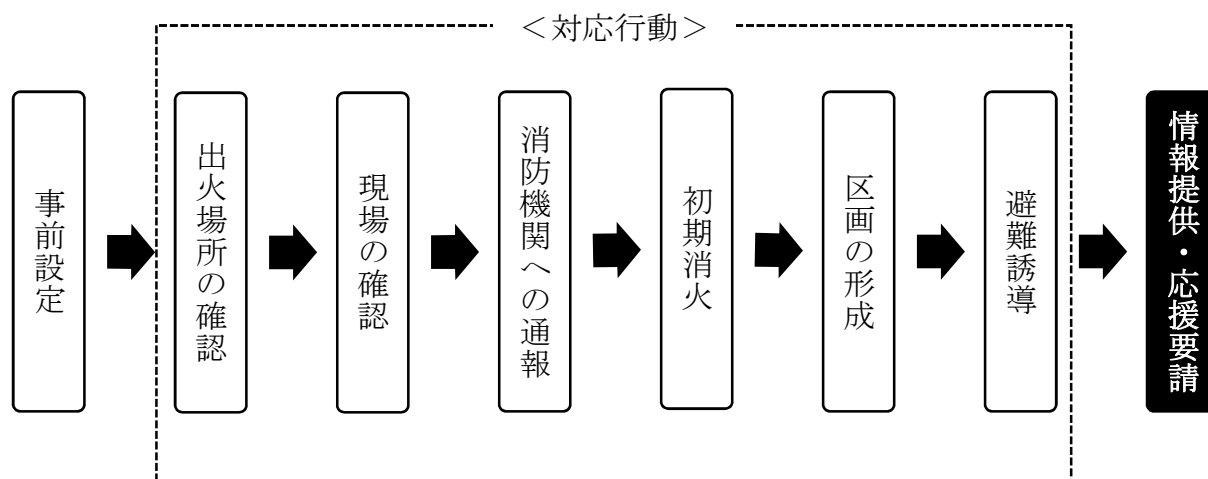 ＜対応行動＞
事前設定
出火場所の確認
現場の確認
消防機関への通報
初期消火
区画の形成
避難誘導
情報提供・応援要請